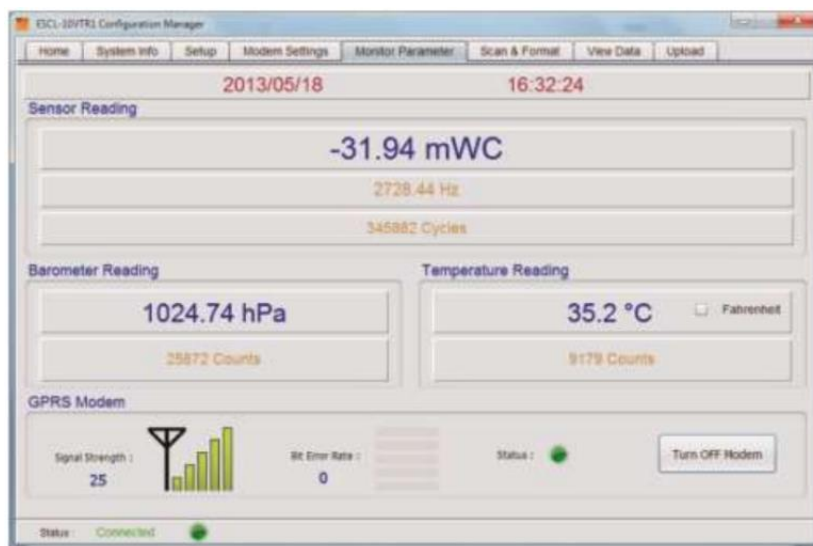 ESCL-10VTR1 Configuration Manager
Home System Info Setup Modem Settings Monitor Parameter Scan & Format View Data Upload
2013/05/18 16:32:24
Sensor Reading
-31.94 mWC
2728.44 Hz
345882 Cycles
Barometer Reading
1024.74 hPa
25872 Counts
Temperature Reading
35.2 °C Fahrenheit
9179 Counts
GPRS Modem
Signal Strength :
25
Bit Error Rate :
0
Status :
Turn OFF Modem
Status : Connected